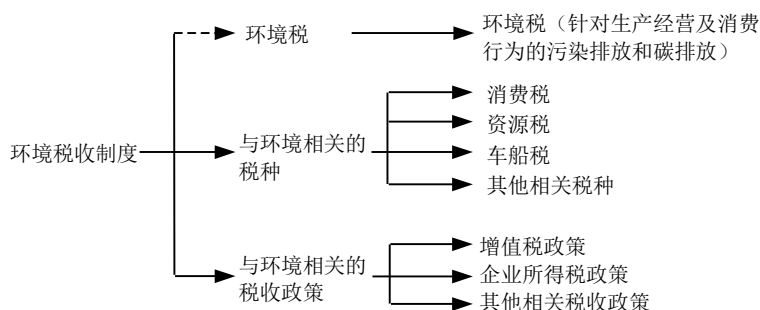 环境税
环境税（针对生产经营及消费
行为的污染排放和碳排放）
环境税收制度
与环境相关的
税种
消费税
资源税
车船税
其他相关税种
与环境相关的
税收政策
增值税政策
企业所得税政策
其他相关税收政策